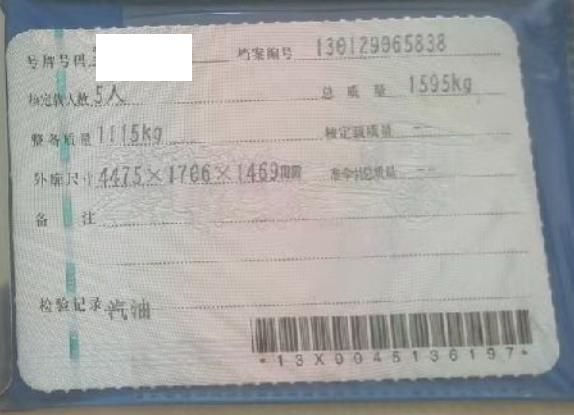 号牌号码 档案编号 130129965838
核定载人数 5人 总质量 1595kg
整备质量 1115kg 核定载质量 --
外廓尺寸 4475×1706×1469mm 准牵引总质量 --
备注
检验记录 汽油
*13X0045136197*